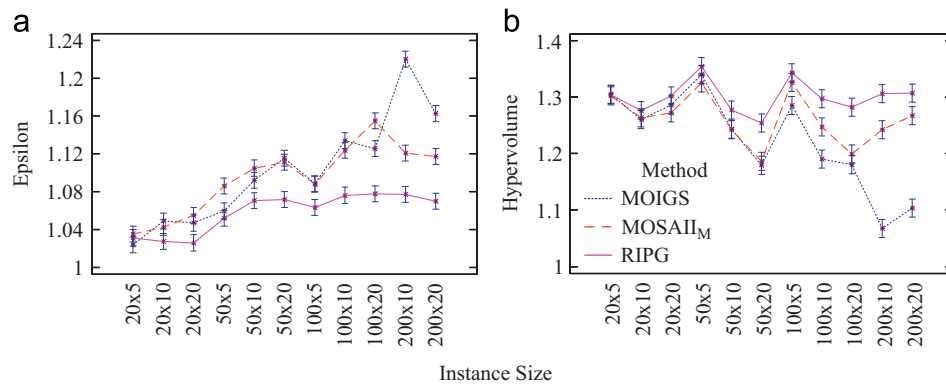 a
Epsilon
1.24
1.2
1.16
1.12
1.08
1.04
1
20x5
20x10
20x20
50x5
50x10
50x20
100x5
100x10
100x20
200x10
200x20
b
Hypervolume
1.4
1.3
1.2
1.1
1
Method
MOIGS
MOSAII_M
RIPG
20x5
20x10
20x20
50x5
50x10
50x20
100x5
100x10
100x20
200x10
200x20
Instance Size